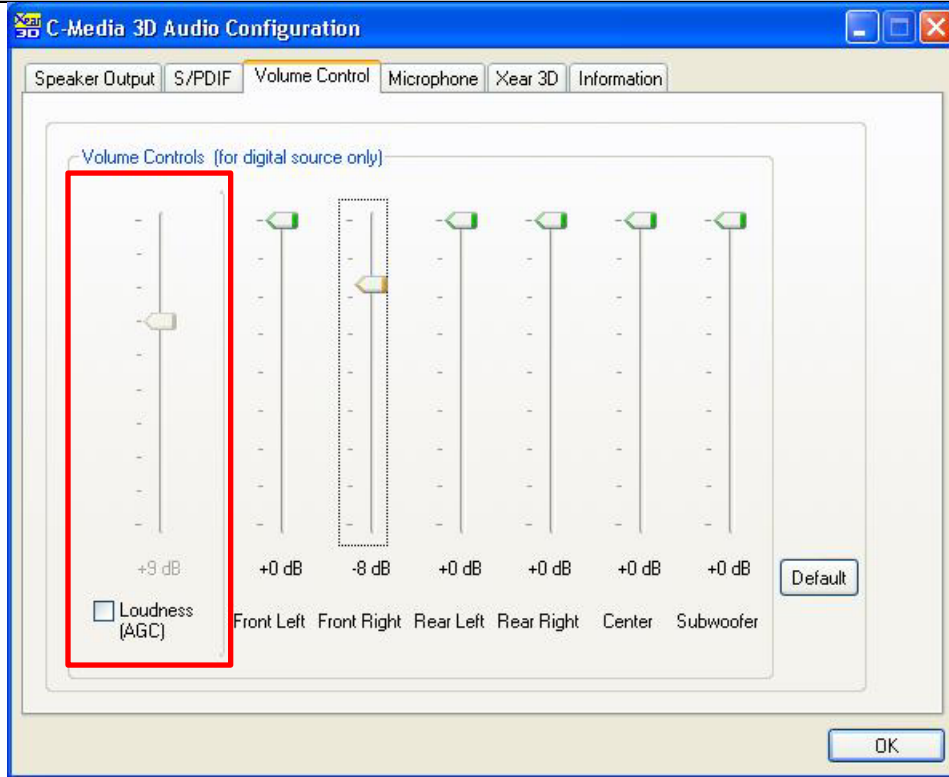 Xear 3D C-Media 3D Audio Configuration
Speaker Output S/PDIF Volume Control Microphone Xear 3D Information
Volume Controls (for digital source only)
+9 dB +0 dB -8 dB +0 dB +0 dB +0 dB +0 dB
Default
Loudness
(AGC)
Front Left Front Right Rear Left Rear Right Center Subwoofer
OK